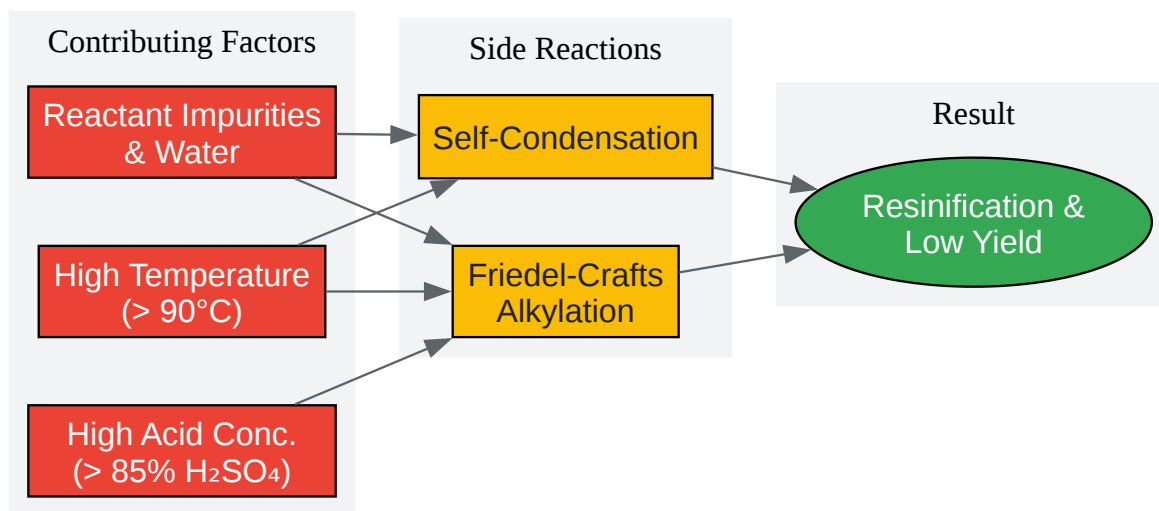 Contributing Factors
Reactant Impurities
& Water
High Temperature
(> 90°C)
High Acid Conc.
(> 85% H₂SO₄)
Side Reactions
Self-Condensation
Friedel-Crafts
Alkylation
Result
Resinification &
Low Yield